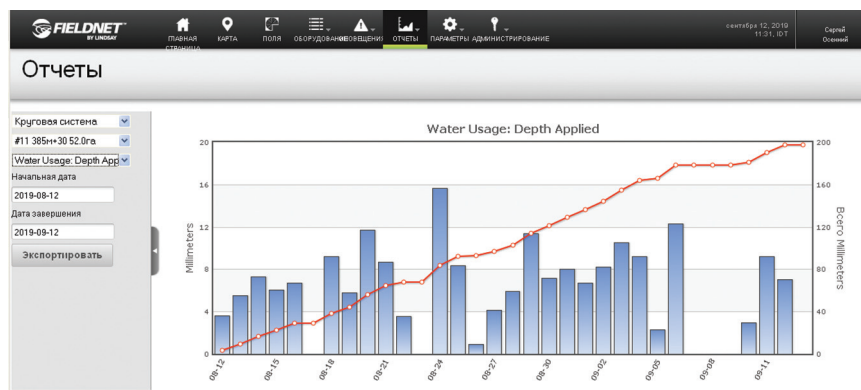 FIELDNET
BY LINDSAY
ГЛАВНАЯ СТРАНИЦА
КАРТА
ПОЛЯ
ОБОРУДОВАНИЕ
ОПОВЕЩЕНИЯ
ОТЧЕТЫ
ПАРАМЕТРЫ
АДМИНИСТРИРОВАНИЕ
сентября 12, 2019
11:31, IDT
Сергей
Осенний
Отчеты
Круговая система
#11 385м+30 52.0га
Water Usage: Depth App
Начальная дата
2019-08-12
Дата завершения
2019-09-12
Экспортировать
Water Usage: Depth Applied
Millimeters
20
16
12
8
4
0
Всего Millimeters
200
160
120
80
40
0
08-12
08-15
08-18
08-21
08-24
08-27
08-30
09-02
09-05
09-08
09-11